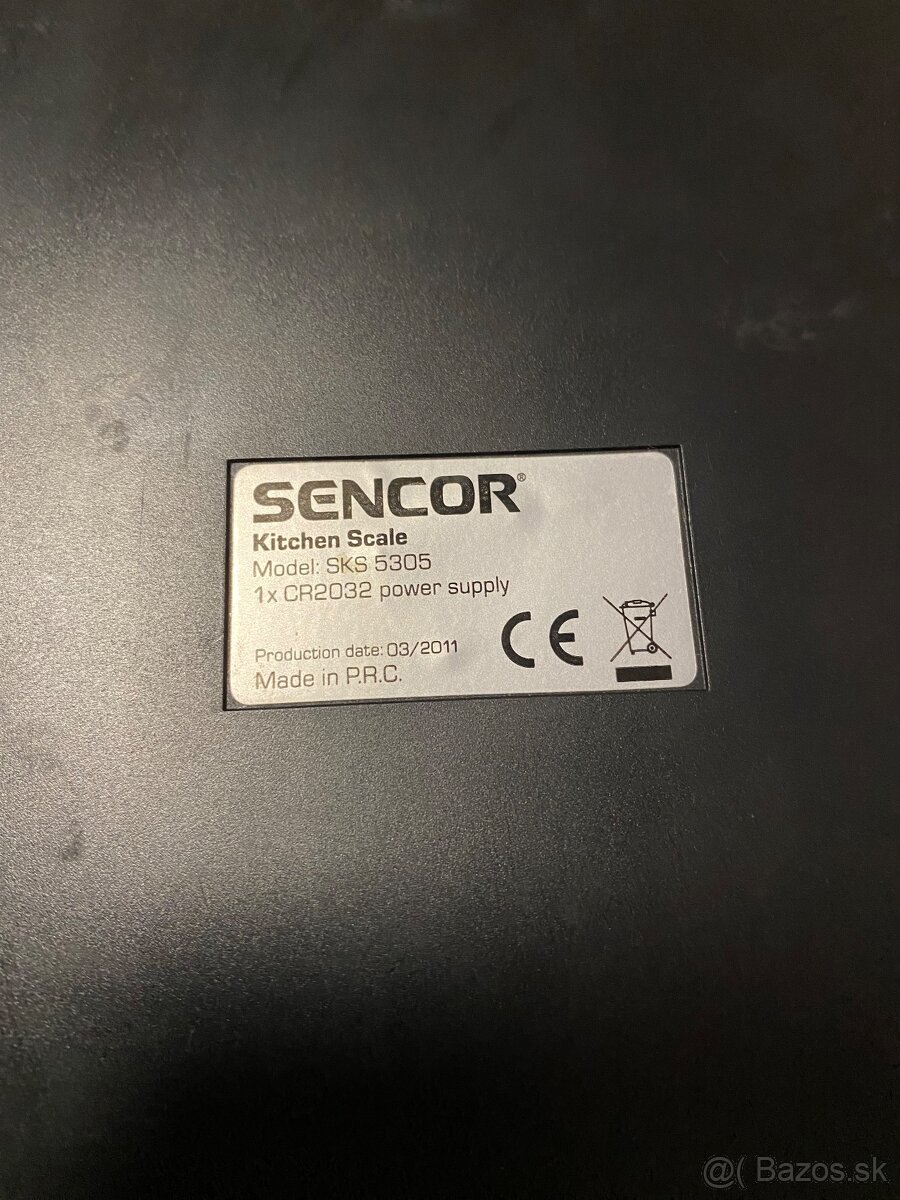 SENCOR®
Kitchen Scale
Model: SKS 5305
1x CR2032 power supply
Production date: 03/2011
Made in P.R.C.
CE
@( Bazos.sk